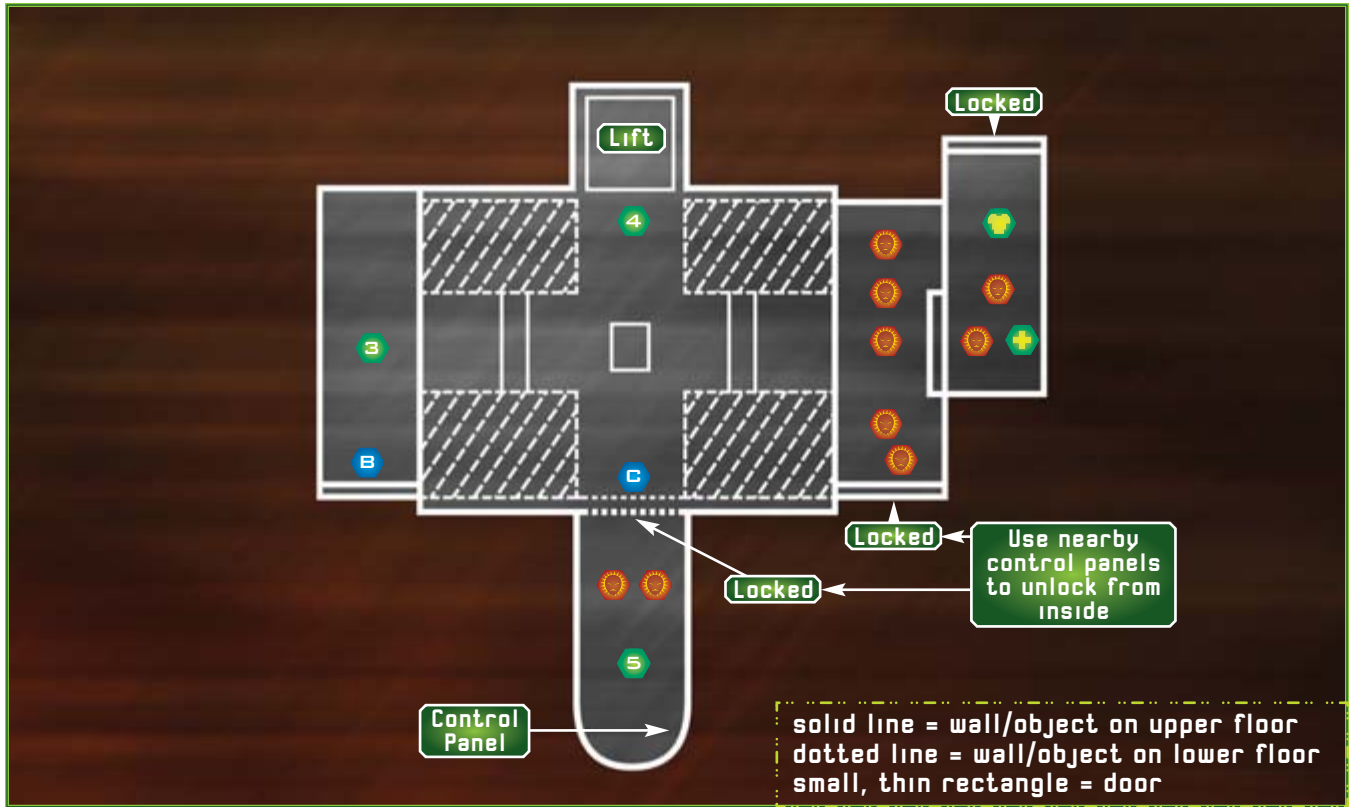 Locked
Lift
4
3
B
C
Locked
Use nearby
control panels
to unlock from
inside
Locked
5
Control
Panel
solid line = wall/object on upper floor
dotted line = wall/object on lower floor
small, thin rectangle = door